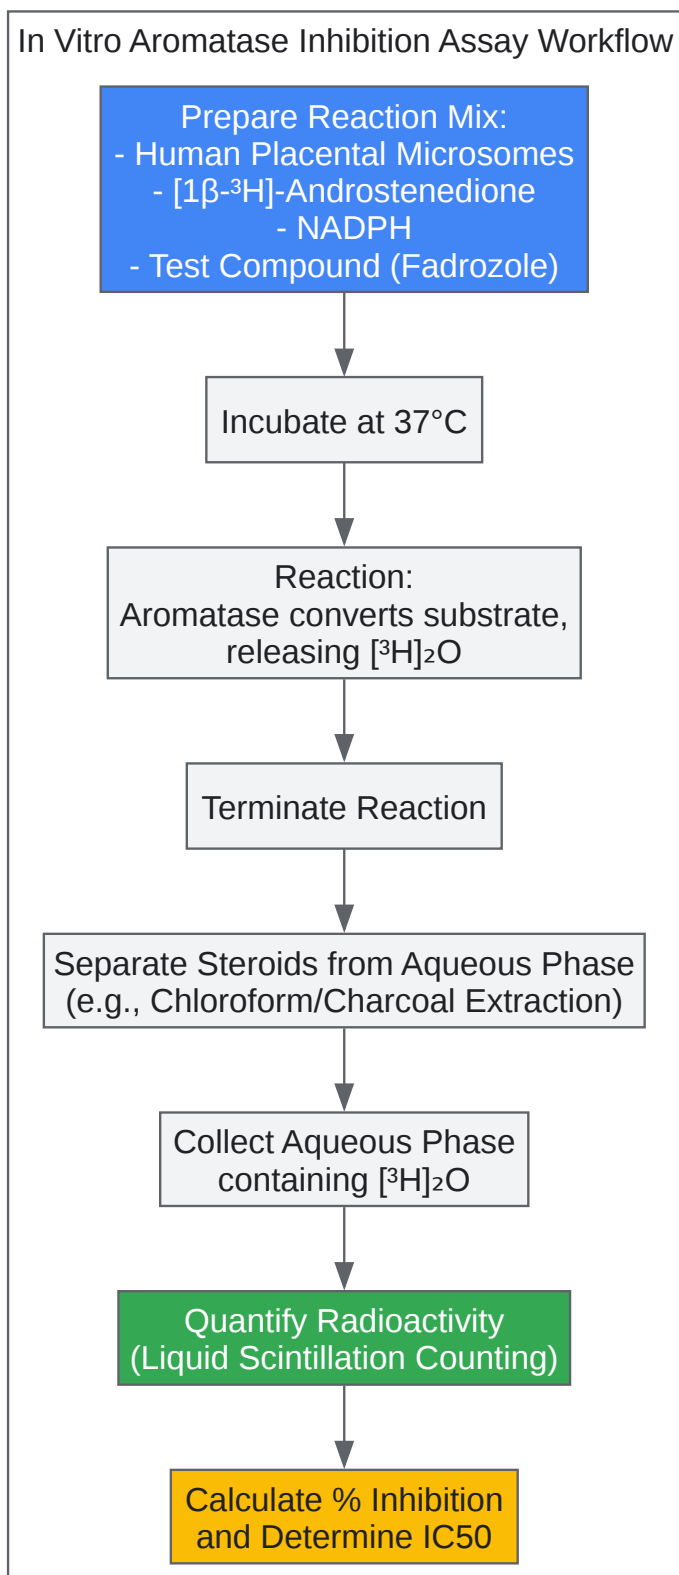 In Vitro Aromatase Inhibition Assay Workflow
Prepare Reaction Mix:
- Human Placental Microsomes
- [1β-³H]-Androstenedione
- NADPH
- Test Compound (Fadrozole)
Incubate at 37°C
Reaction:
Aromatase converts substrate,
releasing [³H]₂O
Terminate Reaction
Separate Steroids from Aqueous Phase
(e.g., Chloroform/Charcoal Extraction)
Collect Aqueous Phase
containing [³H]₂O
Quantify Radioactivity
(Liquid Scintillation Counting)
Calculate % Inhibition
and Determine IC50